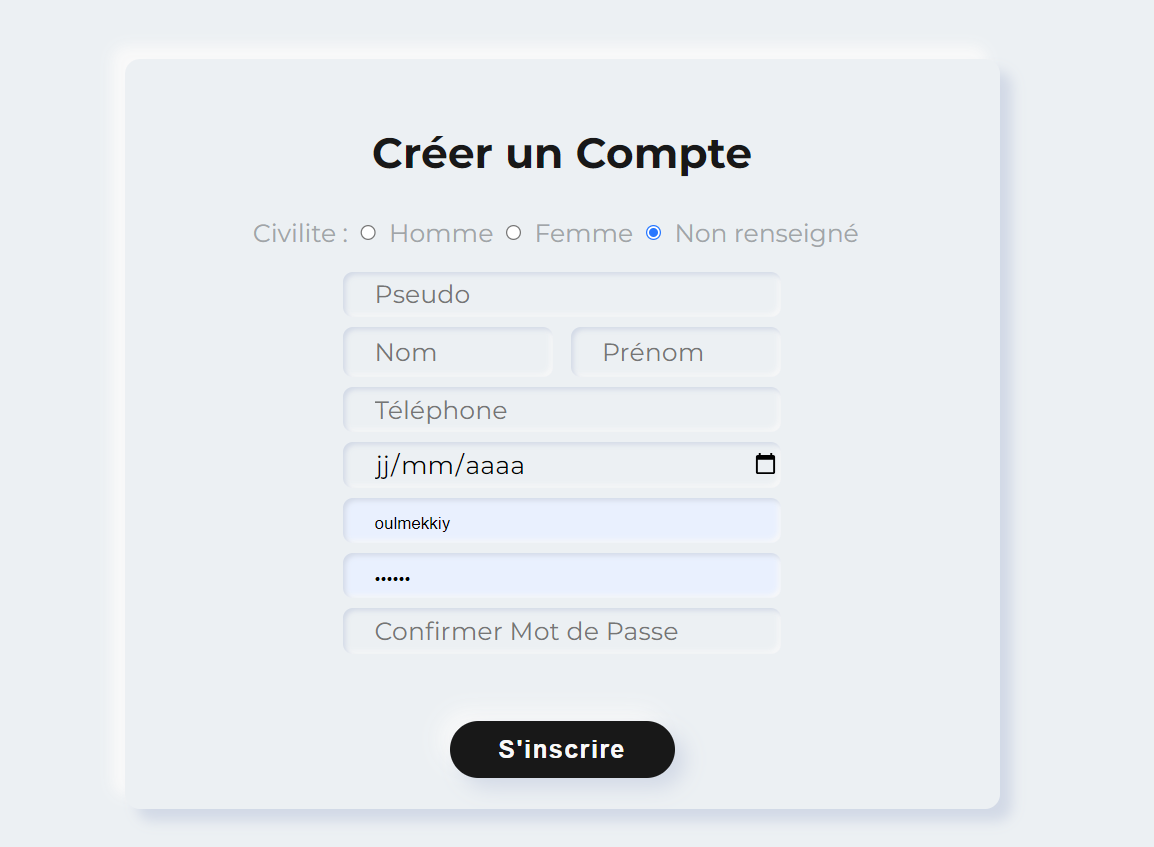 Créer un Compte
Civilite : Homme Femme Non renseigné
Pseudo
Nom Prénom
Téléphone
jj/mm/aaaa
oulmekkiy
••••••
Confirmer Mot de Passe
S'inscrire